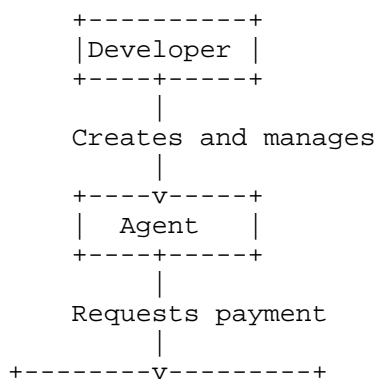 Developer
Creates and manages
Agent
Requests payment